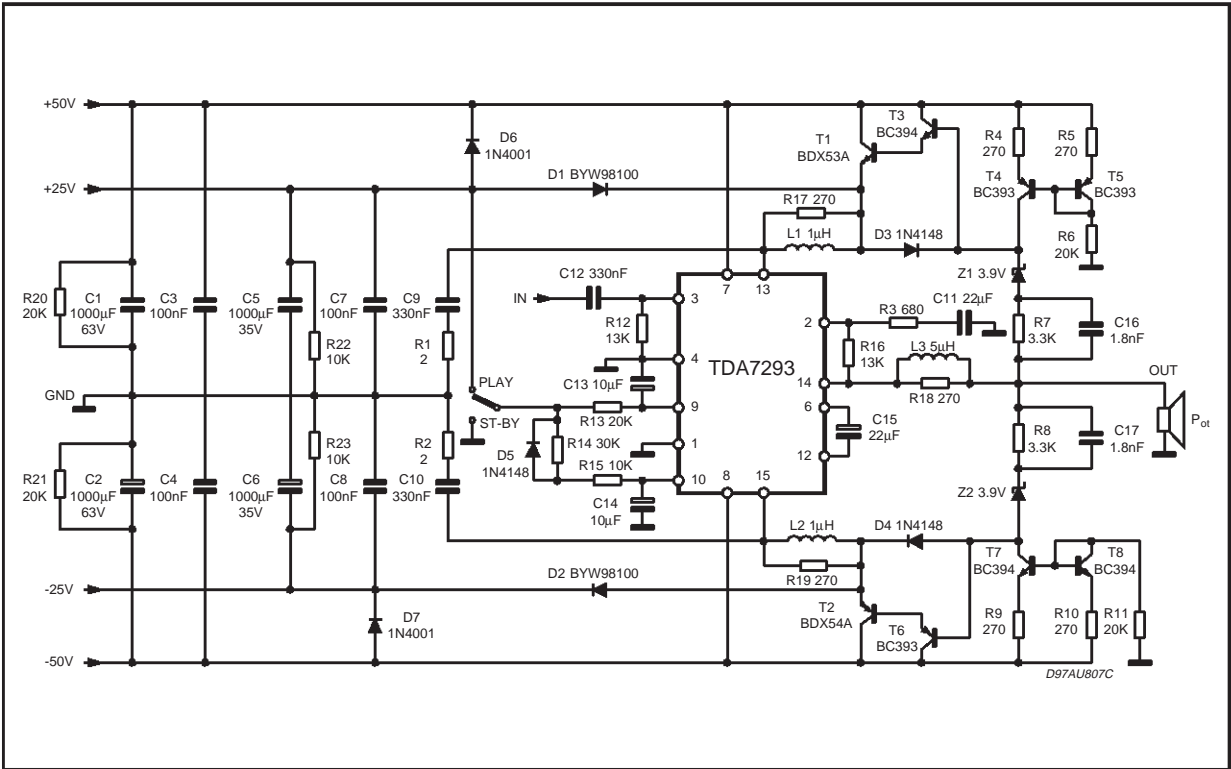 +50V
+25V
GND
-25V
-50V
R20
20K
C1
1000μF
63V
C3
100nF
C5
1000μF
35V
R22
10K
C7
100nF
C9
330nF
R1
2
R21
20K
C2
1000μF
63V
C4
100nF
C6
1000μF
35V
R23
10K
C8
100nF
C10
330nF
R2
2
D6
1N4001
D1 BYW98100
D2 BYW98100
D7
1N4001
PLAY
ST-BY
D5
1N4148
R14 30K
R13 20K
R15 10K
C14
10μF
C13 10μF
IN
C12 330nF
R12
13K
TDA7293
3
4
9
1
10
7
13
8
15
2
14
6
12
R17 270
L1 1μH
D3 1N4148
T1
BDX53A
T3
BC394
R4
270
R5
270
T4
BC393
T5
BC393
R6
20K
Z1 3.9V
R7
3.3K
C16
1.8nF
R3 680
C11 22μF
R16
13K
L3 5μH
R18 270
C15
22μF
OUT
Pot
R8
3.3K
C17
1.8nF
Z2 3.9V
L2 1μH
D4 1N4148
R19 270
T2
BDX54A
T6
BC393
T7
BC394
T8
BC394
R9
270
R10
270
R11
20K
D97AU807C